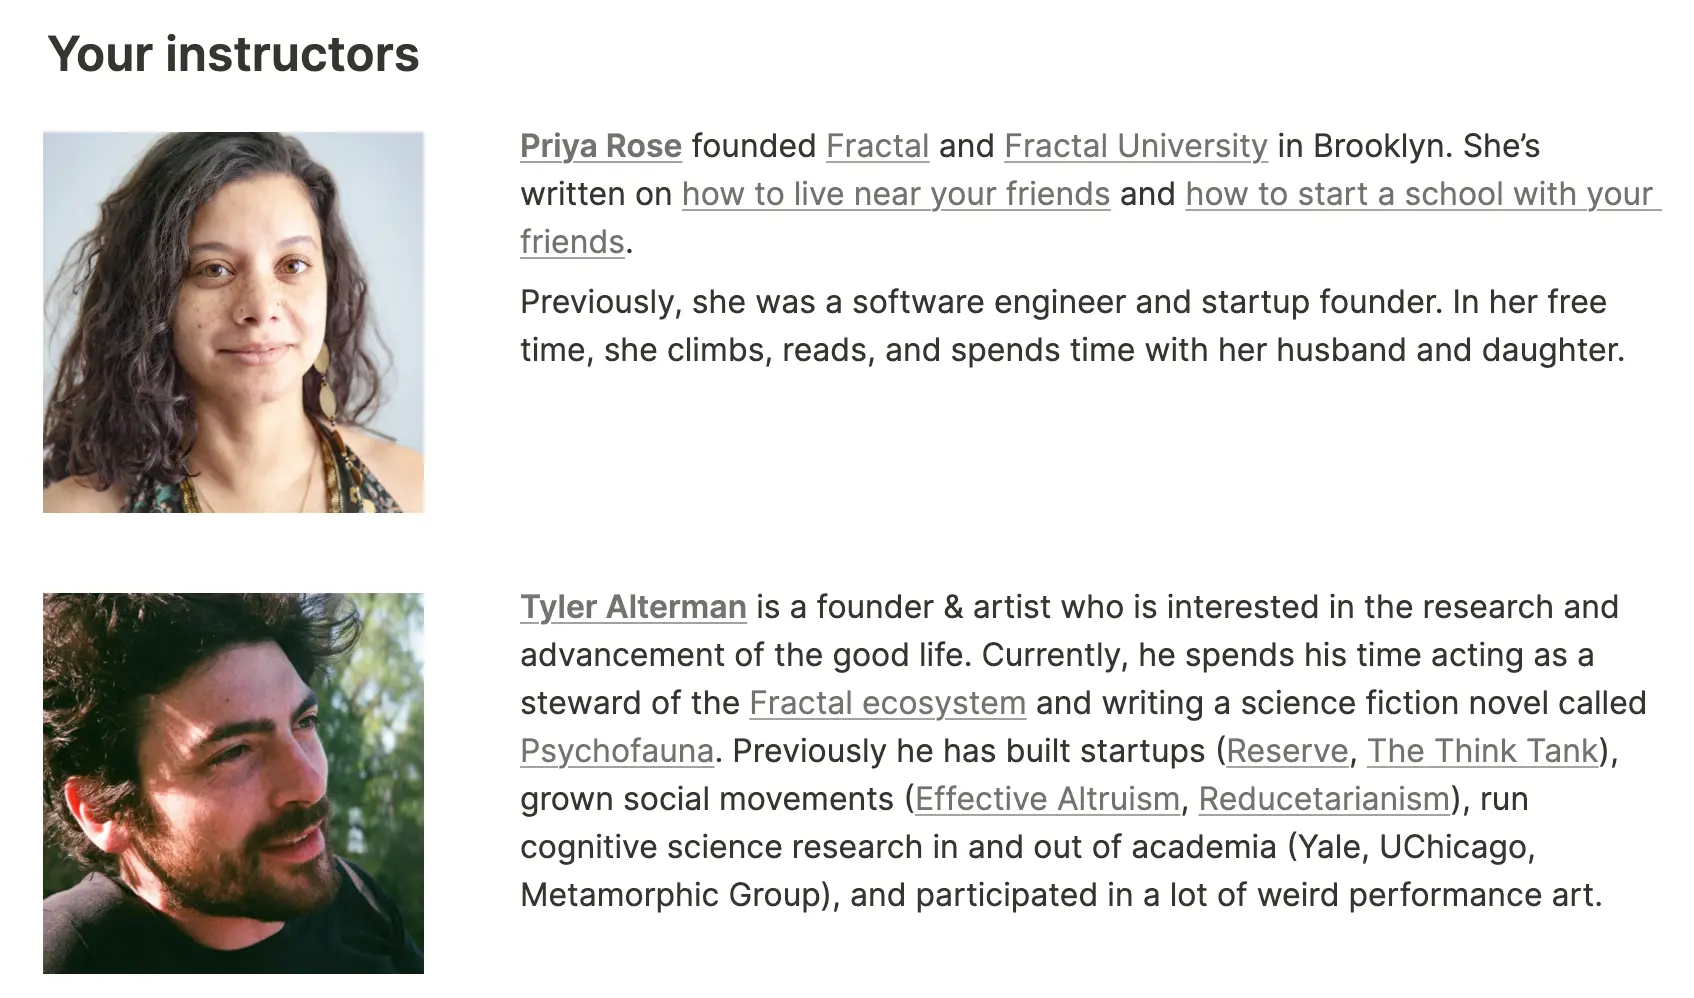 Your instructors
Priya Rose founded Fractal and Fractal University in Brooklyn. She’s
written on how to live near your friends and how to start a school with your
friends.
Previously, she was a software engineer and startup founder. In her free
time, she climbs, reads, and spends time with her husband and daughter.
Tyler Alterman is a founder & artist who is interested in the research and
advancement of the good life. Currently, he spends his time acting as a
steward of the Fractal ecosystem and writing a science fiction novel called
Psychofauna. Previously he has built startups (Reserve, The Think Tank),
grown social movements (Effective Altruism, Reducetarianism), run
cognitive science research in and out of academia (Yale, UChicago,
Metamorphic Group), and participated in a lot of weird performance art.